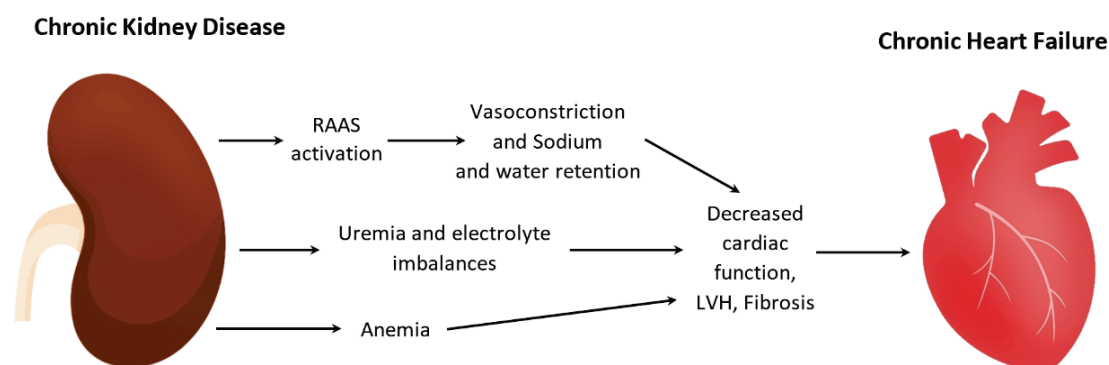 Chronic Kidney Disease
Chronic Heart Failure
RAAS
activation
Vasoconstriction
and Sodium
and water retention
Uremia and electrolyte
imbalances
Anemia
Decreased
cardiac
function,
LVH, Fibrosis